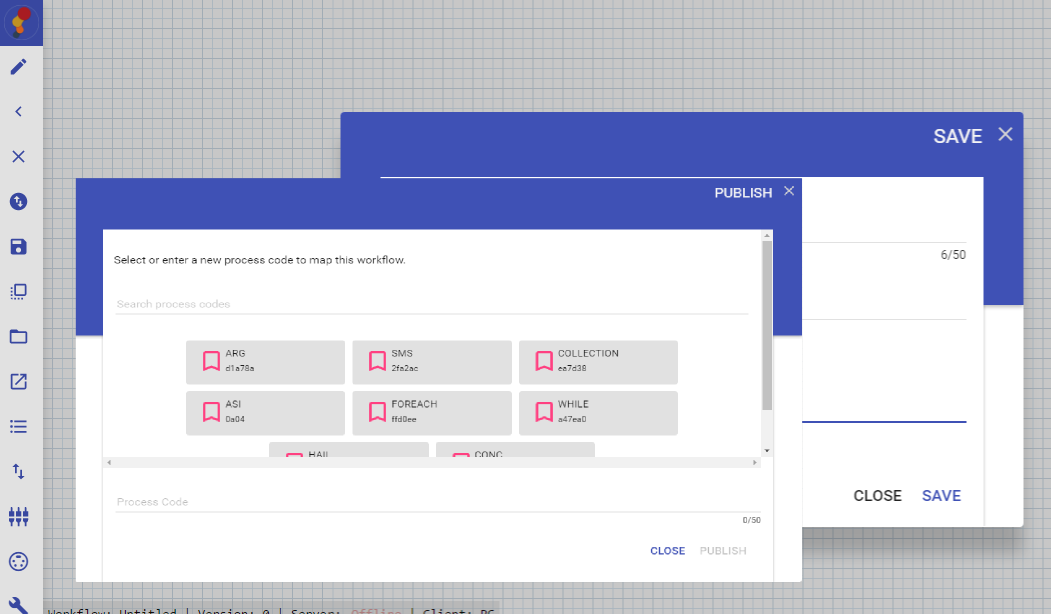 SAVE
PUBLISH
Select or enter a new process code to map this workflow.
6/50
Search process codes
ARG SMS COLLECTION
d1a78a 2fa2ac ea7d38
ASI FOREACH WHILE
0a04 ffd0ee a47ea0
HAIL CONC
Process Code
0/50
CLOSE SAVE
CLOSE PUBLISH
Workflow: Untitled | Version: 0 | Server: Offline | Client: PC